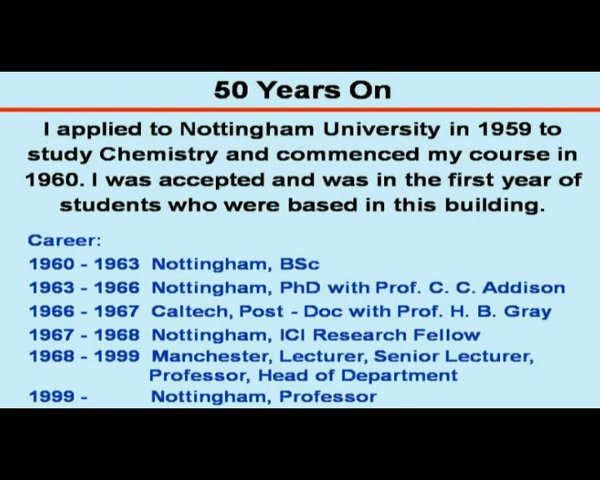 50 Years On
I applied to Nottingham University in 1959 to
study Chemistry and commenced my course in
1960. I was accepted and was in the first year of
students who were based in this building.
Career:
1960 - 1963 Nottingham, BSc
1963 - 1966 Nottingham, PhD with Prof. C. C. Addison
1966 - 1967 Caltech, Post - Doc with Prof. H. B. Gray
1967 - 1968 Nottingham, ICI Research Fellow
1968 - 1999 Manchester, Lecturer, Senior Lecturer,
Professor, Head of Department
1999 - Nottingham, Professor